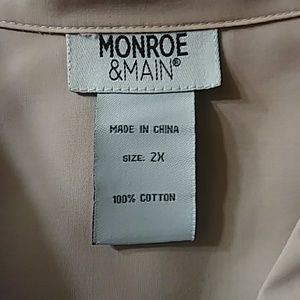 MONROE
&MAIN®
MADE IN CHINA
SIZE: 2X
100% COTTON